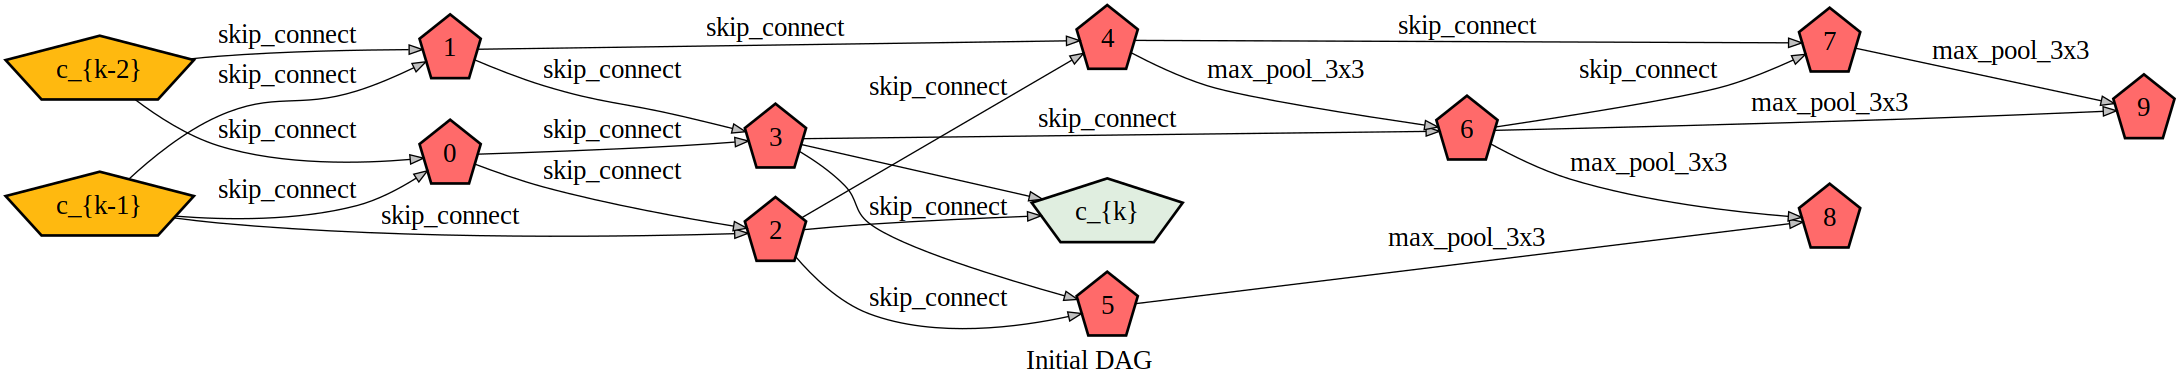 skip_connect
skip_connect
skip_connect
skip_connect
skip_connect
c_{k-2}
c_{k-1}
1
0
skip_connect
skip_connect
skip_connect
skip_connect
3
2
skip_connect
skip_connect
skip_connect
skip_connect
4
c_{k}
5
max_pool_3x3
skip_connect
6
skip_connect
max_pool_3x3
max_pool_3x3
max_pool_3x3
7
8
max_pool_3x3
9
Initial DAG